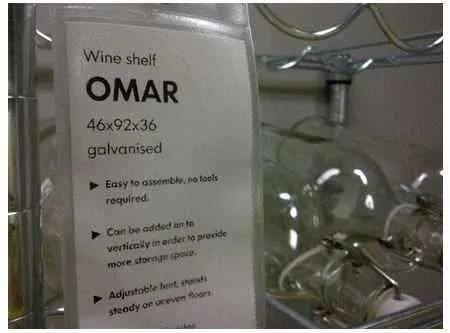 Wine shelf
OMAR
46x92x36
galvanised
► Easy to assemble, no tools
required.
► Can be added on to
vertically in order to provide
more storage space.
► Adjustable feet, stands
steady on uneven floors.